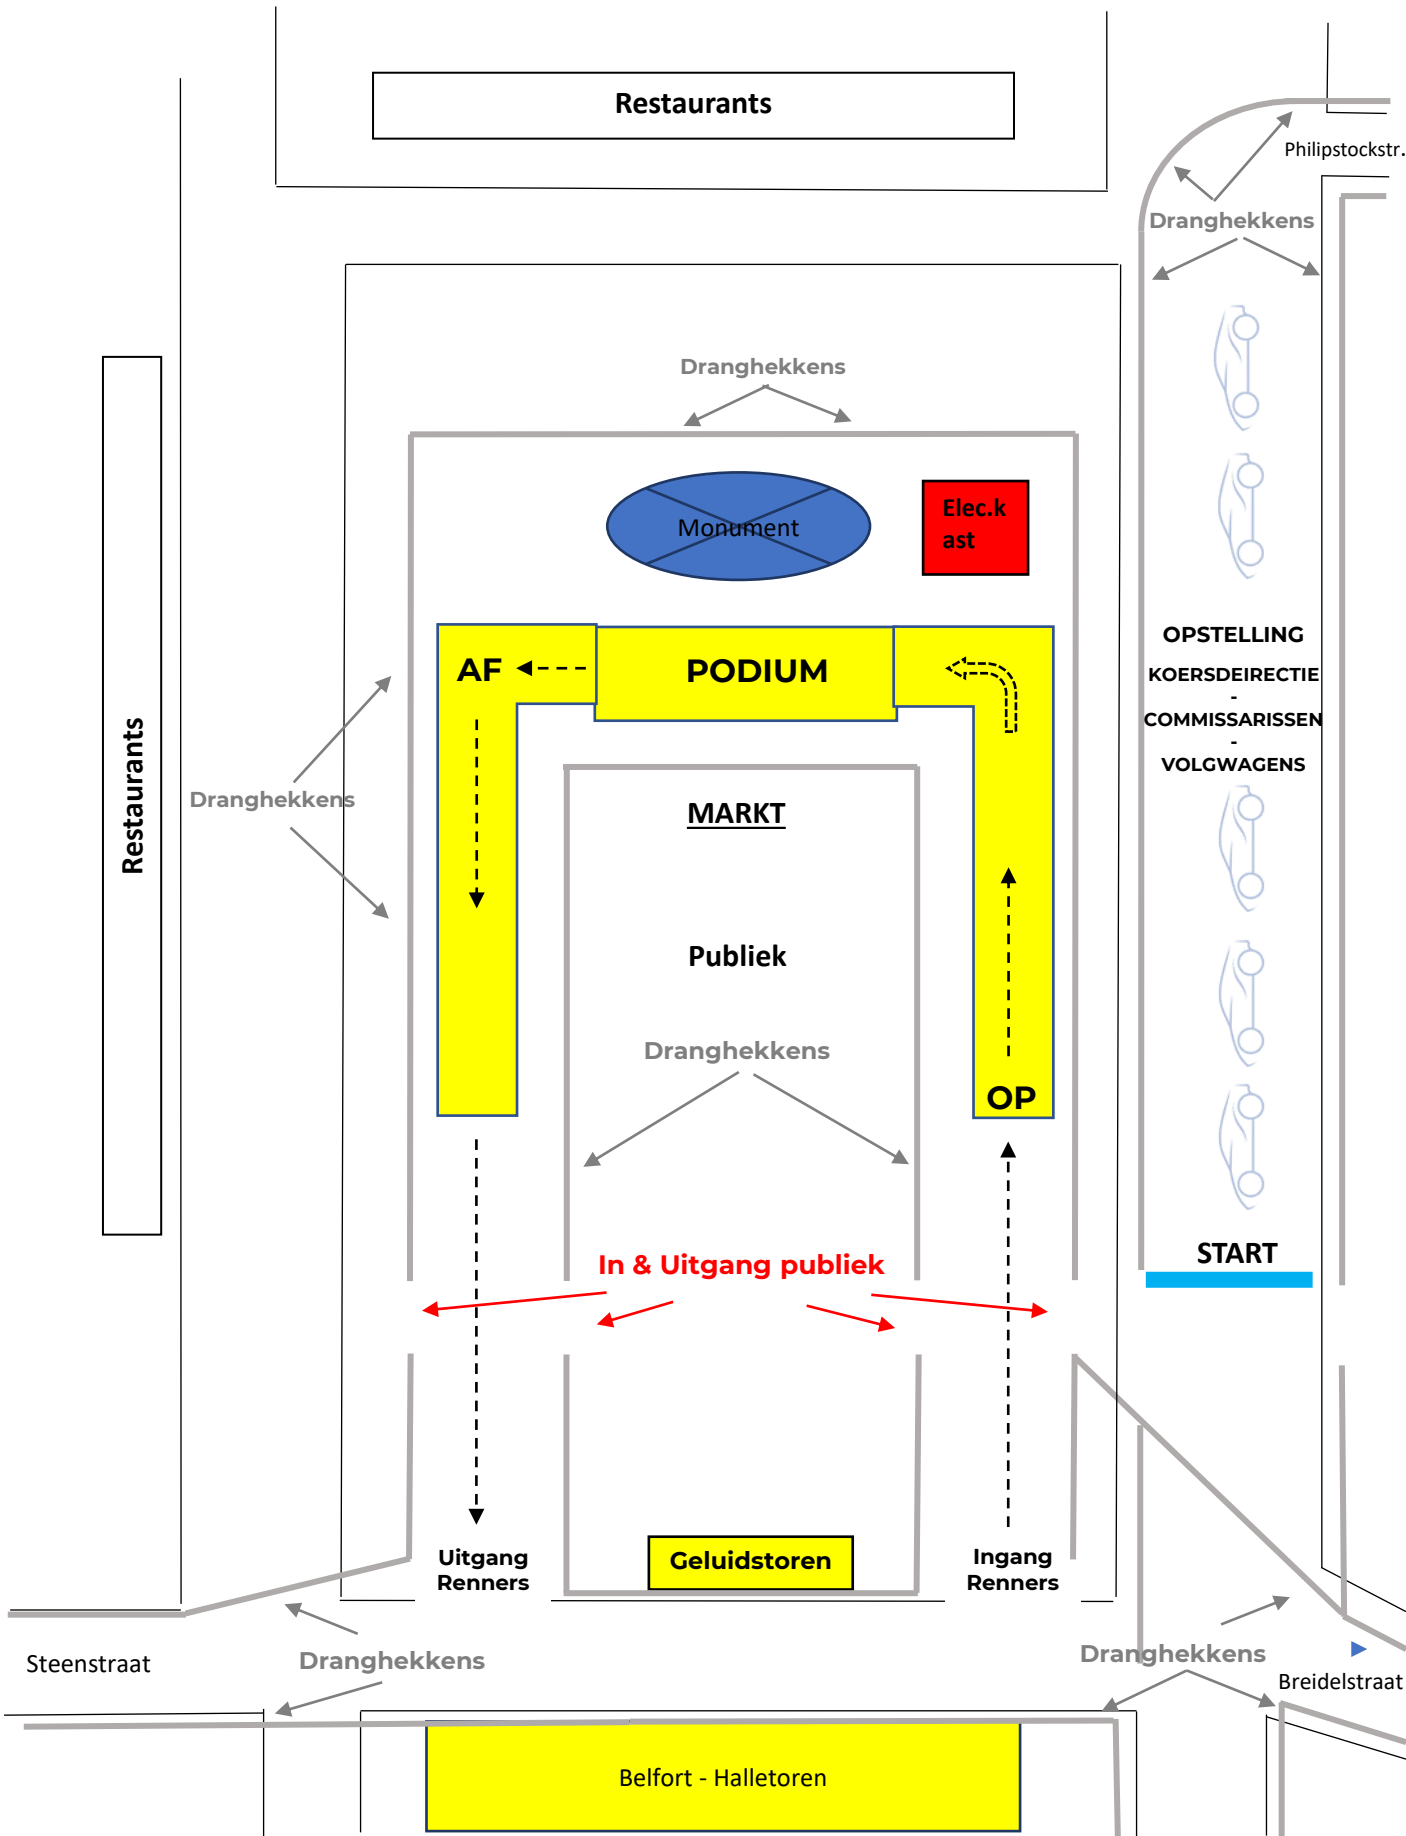 Restaurants
Philipstockstr.
Dranghekkens
Dranghekkens
Monument
Elec.k
ast
OPSTELLING
KOERSDEIRECTIE
-
COMMISSARISSEN
-
VOLGWAGENS
AF
PODIUM
Restaurants
Dranghekkens
MARKT
Publiek
Dranghekkens
OP
START
In & Uitgang publiek
Uitgang
Renners
Geluidstoren
Ingang
Renners
Steenstraat
Dranghekkens
Dranghekkens
Breidelstraat
Belfort - Halletoren